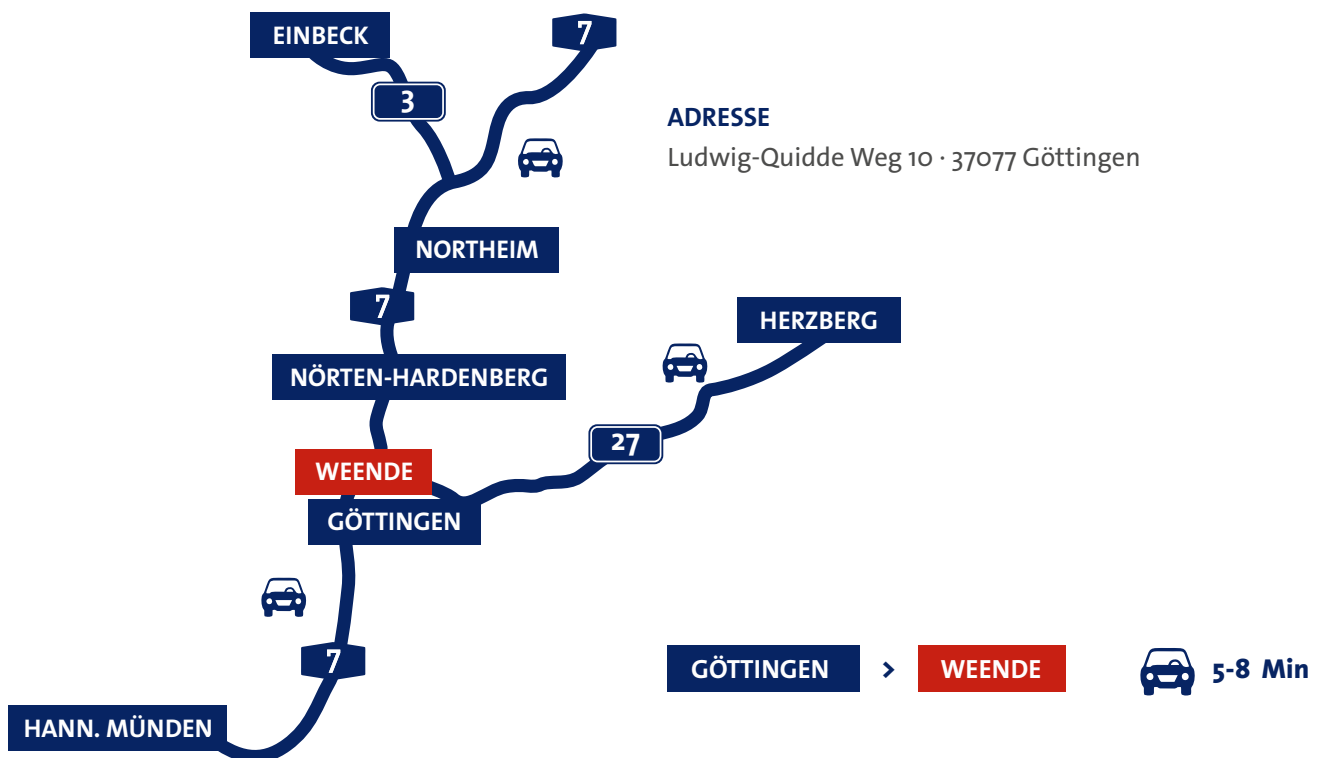 EINBECK
7
3
ADRESSE
Ludwig-Quidde Weg 10 · 37077 Göttingen
NORTHEIM
7
HERZBERG
NÖRTEN-HARDENBERG
27
WEENDE
GÖTTINGEN
7
GÖTTINGEN > WEENDE 5-8 Min
HANN. MÜNDEN